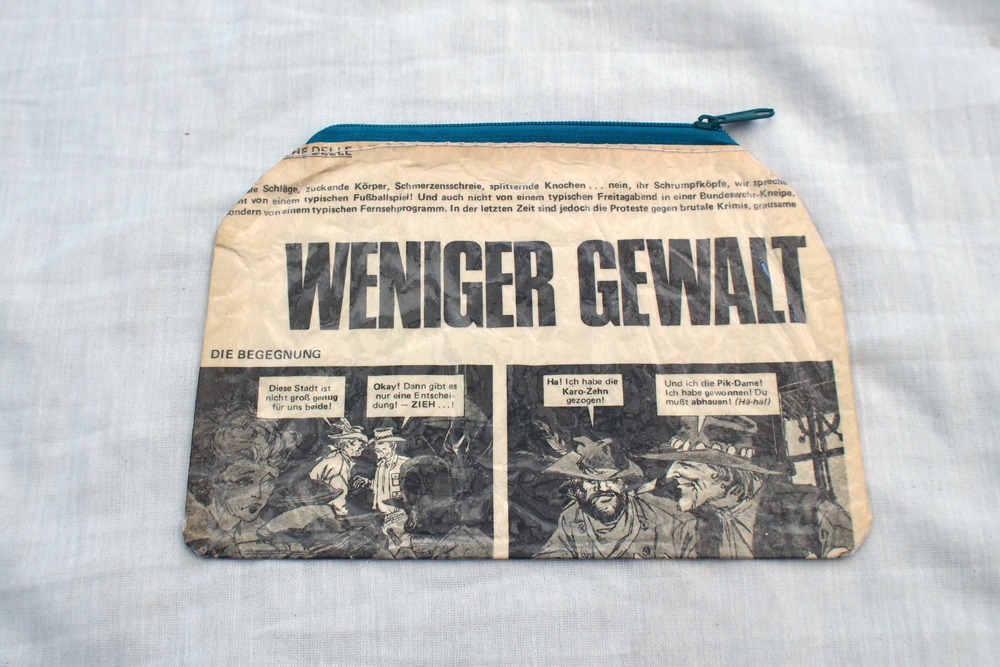 HE DELLE
de Schläge, zuckende Körper, Schmerzensschreie, splitternde Knochen . . . nein, ihr Schrumpfköpfe, wir spreche
nt von einem typischen Fußballspiel! Und auch nicht von einem typischen Freitagabend in einer Bundeswehr-Kneipe,
ondern von einem typischen Fernsehprogramm. In der letzten Zeit sind jedoch die Proteste gegen brutale Krimis, grausame
WENIGER GEWALT
DIE BEGEGNUNG
Diese Stadt ist
nicht groß genug
für uns beide!
Okay! Dann gibt es
nur eine Entschei-
dung! – ZIEH . . .!
Ha! Ich habe die
Karo-Zehn
gezogen!
Und ich die Pik-Dame!
Ich habe gewonnen! Du
mußt abhauen! (Hä-hä!)